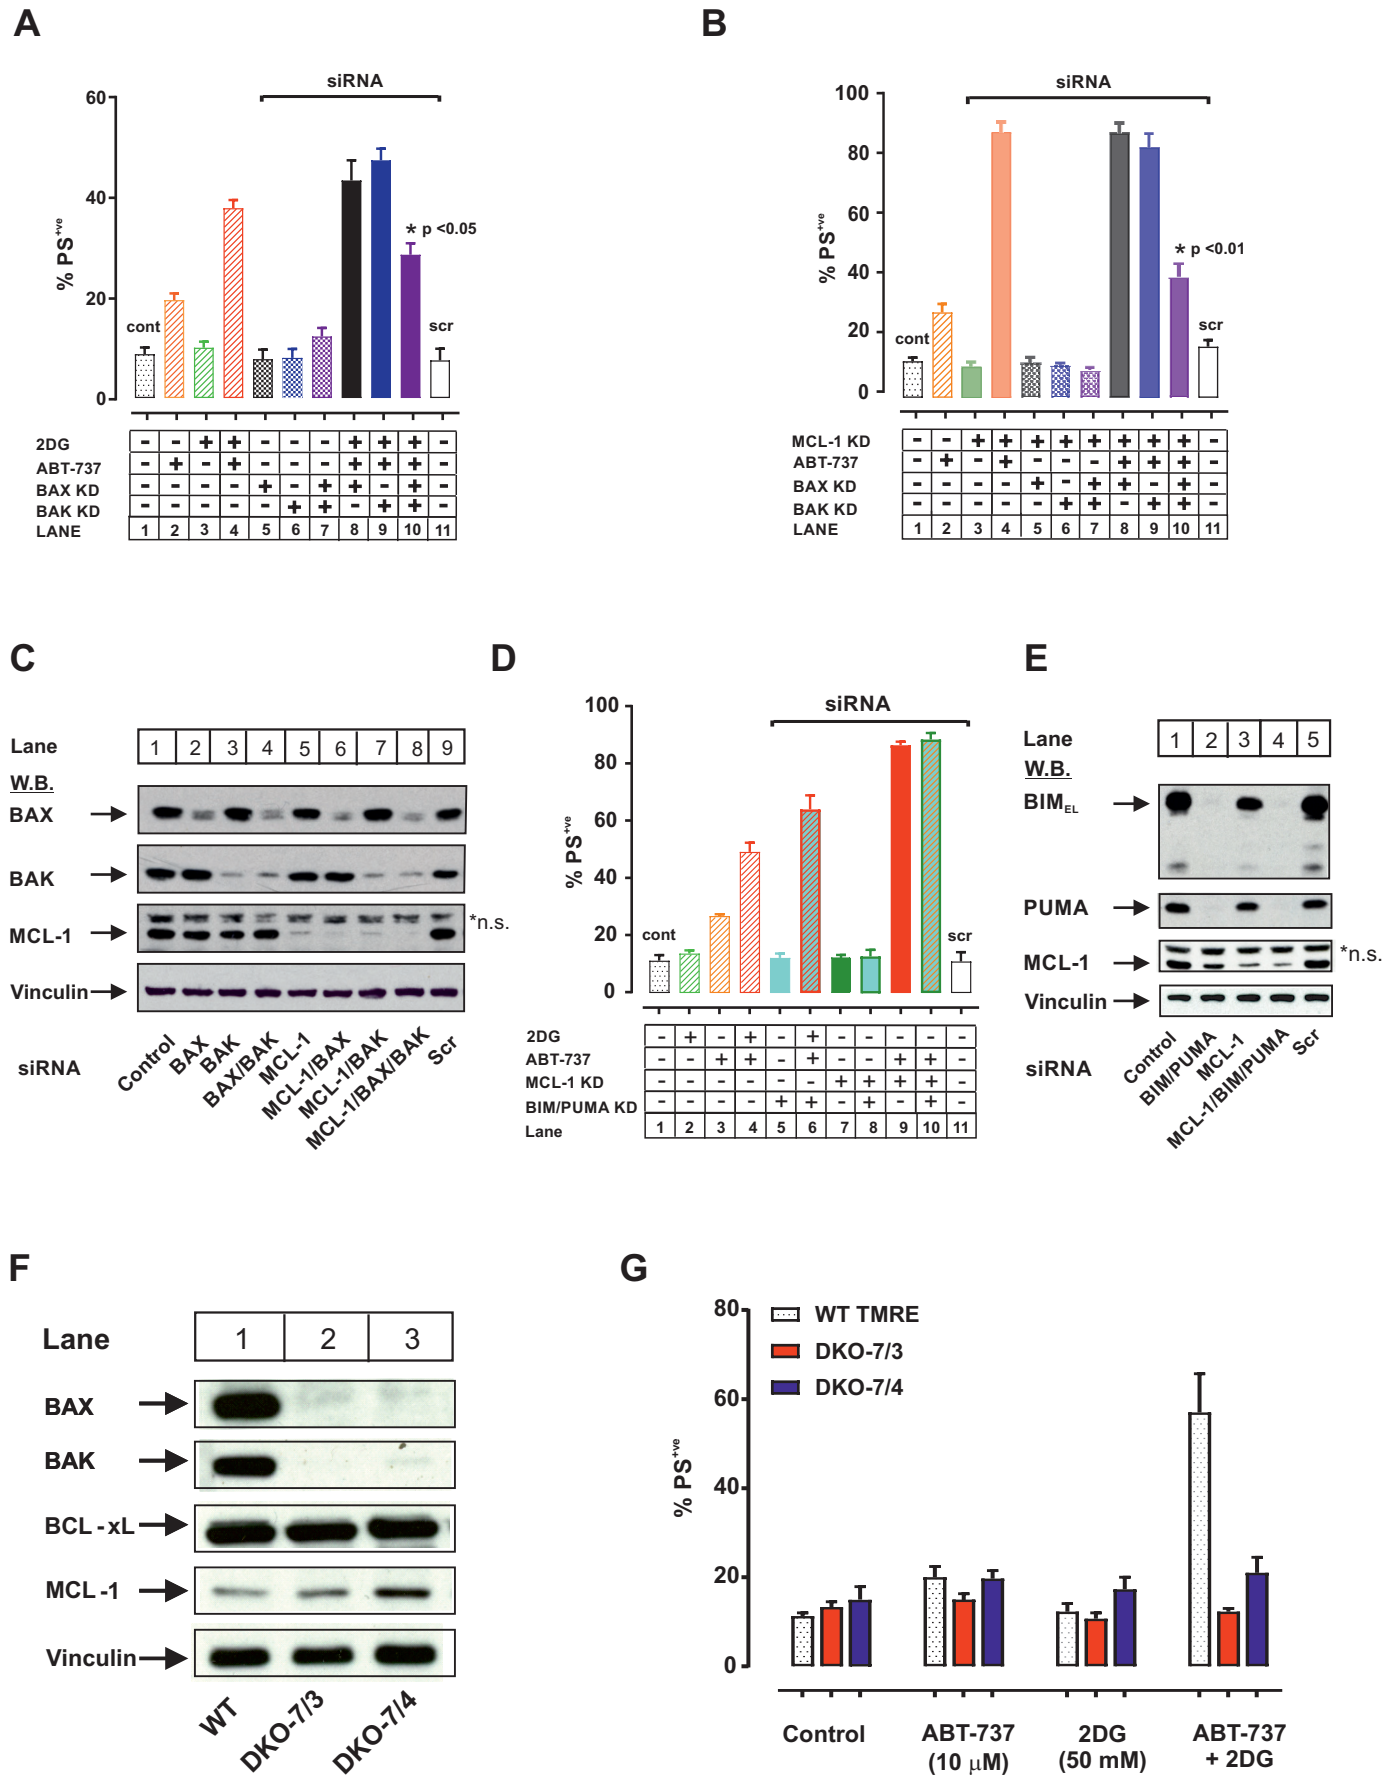 A
siRNA
60
40
20
0
% PS+ve
cont
* p <0.05
scr
2DG - - + + - - - + + + -
ABT-737 - + - + - - - + + + -
BAX KD - - - - + - + + - + -
BAK KD - - - - - + + - + + -
LANE 1 2 3 4 5 6 7 8 9 10 11
B
siRNA
100
80
60
40
20
0
% PS+ve
cont
* p <0.01
scr
MCL-1 KD - - + + + + + + + + -
ABT-737 - + - + - - - + + + -
BAX KD - - - - + - + + - + -
BAK KD - - - - - + + - + + -
LANE 1 2 3 4 5 6 7 8 9 10 11
C
Lane 1 2 3 4 5 6 7 8 9
W.B.
BAX
BAK
*n.s.
MCL-1
Vinculin
siRNA
Control
BAX
BAK
BAX/BAK
MCL-1
MCL-1/BAX
MCL-1/BAK
MCL-1/BAX/BAK
Scr
D
siRNA
100
80
60
40
20
0
% PS+ve
cont
scr
2DG - + - + - + - - - - -
ABT-737 - - + + - + - - + + -
MCL-1 KD - - - - - - + + + + -
BIM/PUMA KD - - - - + + - + - + -
Lane 1 2 3 4 5 6 7 8 9 10 11
E
Lane 1 2 3 4 5
W.B.
BIMEL
PUMA
*n.s.
MCL-1
Vinculin
siRNA
Control
BIM/PUMA
MCL-1
MCL-1/BIM/PUMA
Scr
F
Lane 1 2 3
BAX
BAK
BCL-xL
MCL-1
Vinculin
WT
DKO-7/3
DKO-7/4
G
80
60
40
20
0
% PS+ve
WT TMRE
DKO-7/3
DKO-7/4
Control
ABT-737
(10 μM)
2DG
(50 mM)
ABT-737
+ 2DG